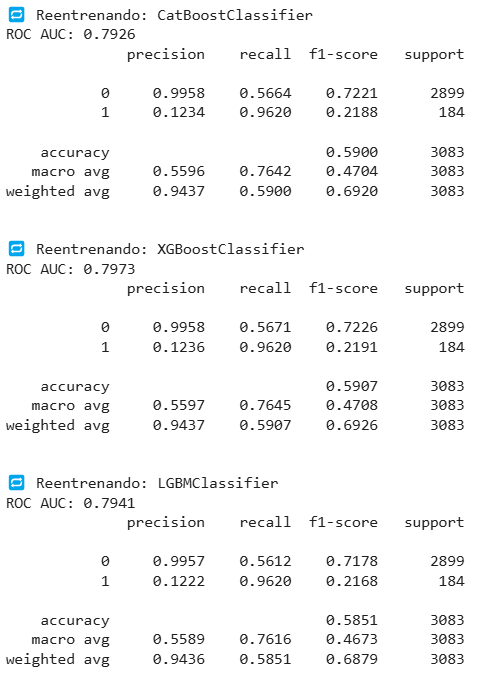 🔁 Reentrenando: CatBoostClassifier
ROC AUC: 0.7926
precision recall f1-score support
0 0.9958 0.5664 0.7221 2899
1 0.1234 0.9620 0.2188 184
accuracy 0.5900 3083
macro avg 0.5596 0.7642 0.4704 3083
weighted avg 0.9437 0.5900 0.6920 3083
🔁 Reentrenando: XGBoostClassifier
ROC AUC: 0.7973
precision recall f1-score support
0 0.9958 0.5671 0.7226 2899
1 0.1236 0.9620 0.2191 184
accuracy 0.5907 3083
macro avg 0.5597 0.7645 0.4708 3083
weighted avg 0.9437 0.5907 0.6926 3083
🔁 Reentrenando: LGBMClassifier
ROC AUC: 0.7941
precision recall f1-score support
0 0.9957 0.5612 0.7178 2899
1 0.1222 0.9620 0.2168 184
accuracy 0.5851 3083
macro avg 0.5589 0.7616 0.4673 3083
weighted avg 0.9436 0.5851 0.6879 3083